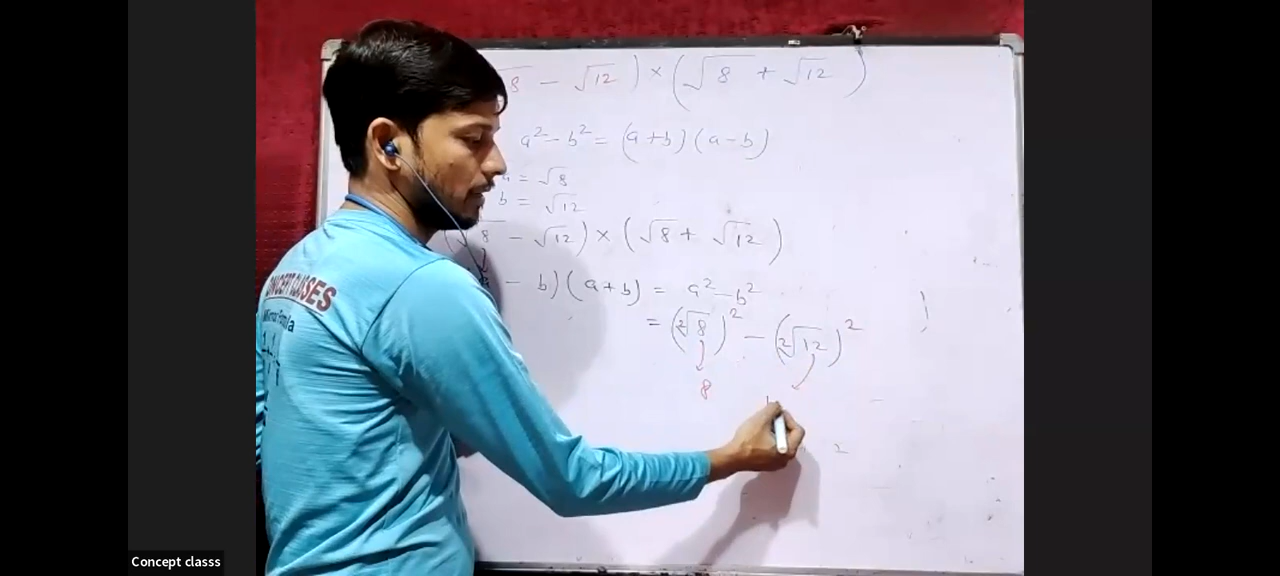 √8 − √12 ) × ( √8 + √12 )
a² − b² = (a+b) (a−b)
a = √8
b = √12
(√8 − √12) × (√8 + √12)
− b) (a+b) = a² − b²
= (²√8)² − (²√12)²
8
2
CONCEPT CLASSES
Concept classs